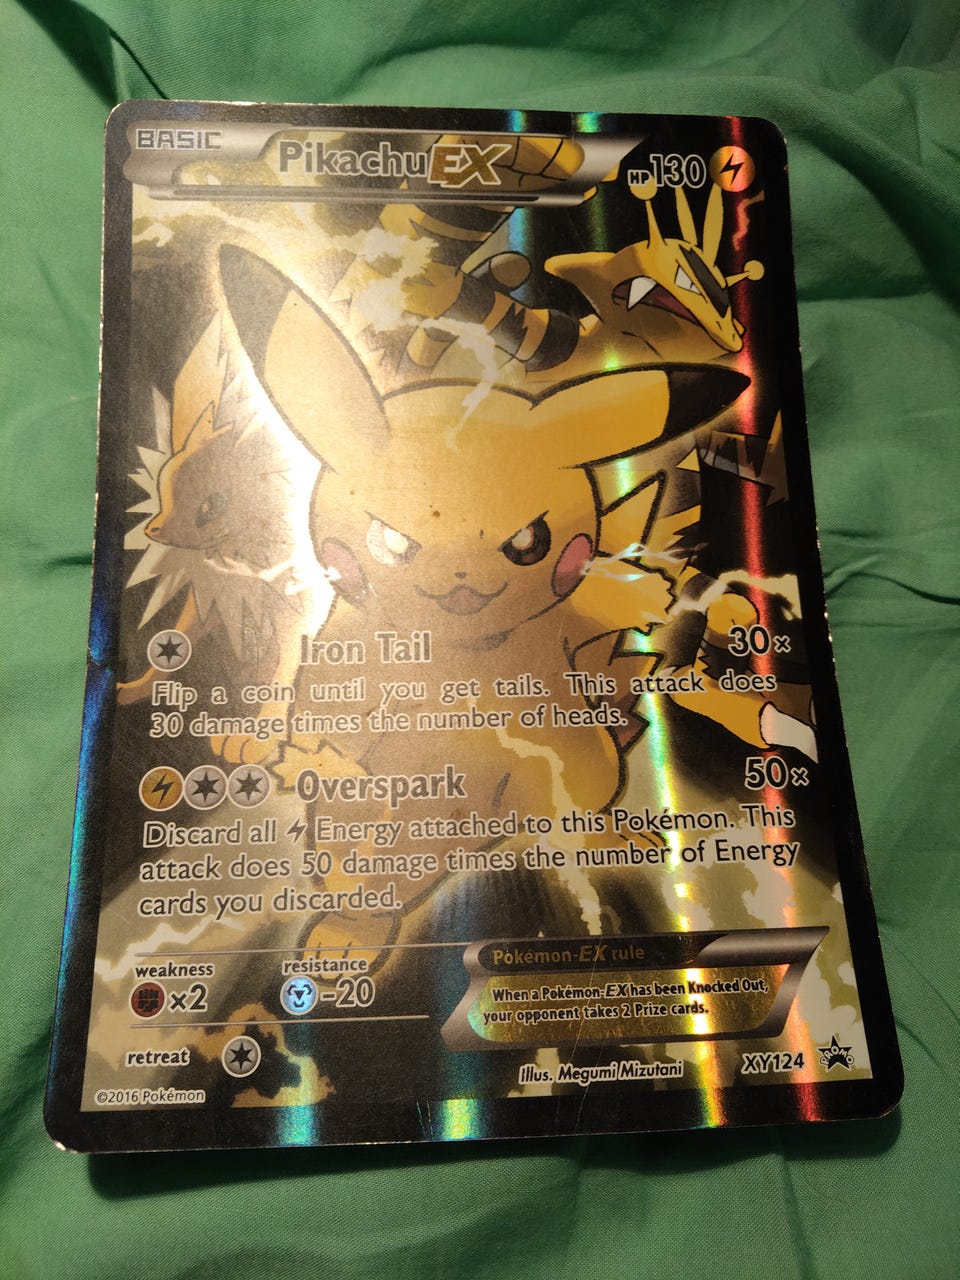 BASIC
PikachuEX
HP130
Iron Tail 30×
Flip a coin until you get tails. This attack does
30 damage times the number of heads.
Overspark 50×
Discard all Energy attached to this Pokémon. This
attack does 50 damage times the number of Energy
cards you discarded.
weakness
×2
resistance
-20
Pokémon-EX rule
When a Pokémon-EX has been Knocked Out,
your opponent takes 2 Prize cards.
retreat
Illus. Megumi Mizutani
XY124
PROMO
©2016 Pokémon